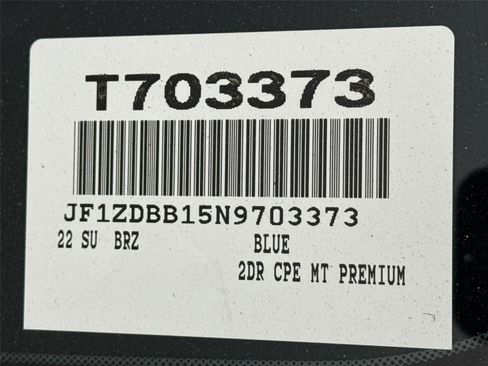 T703373
JF1ZDBB15N9703373
22 SU BRZ BLUE
2DR CPE MT PREMIUM